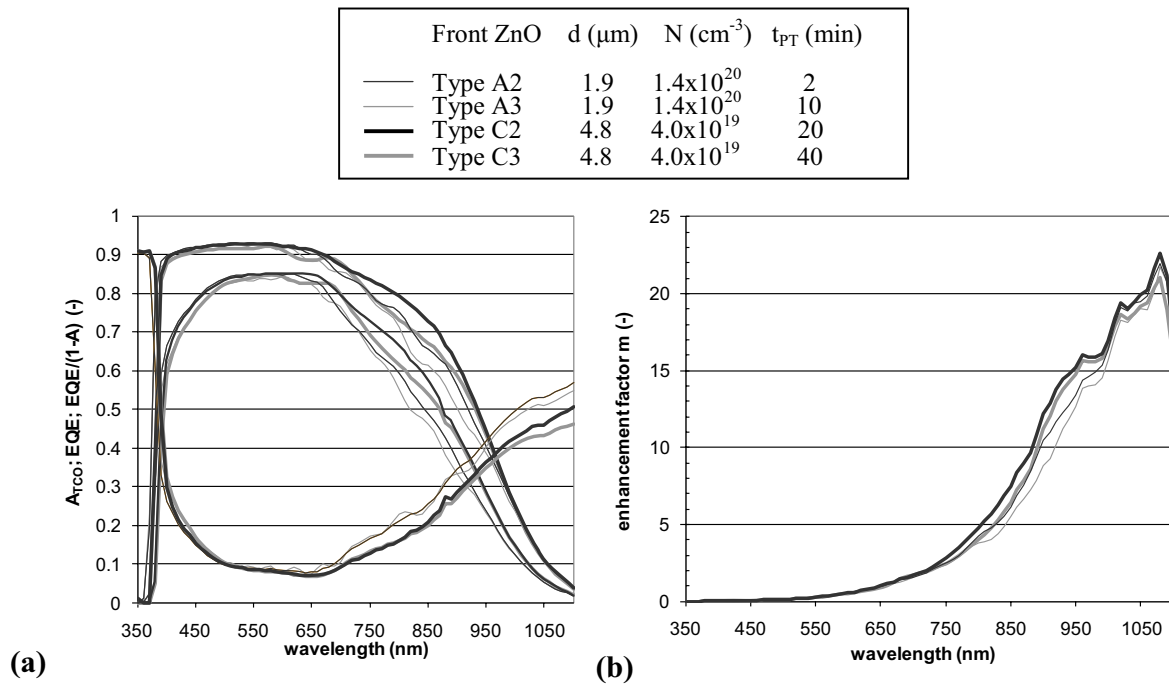 Front ZnO d (μm) N (cm-3) tPT (min)
Type A2 1.9 1.4x10^20 2
Type A3 1.9 1.4x10^20 10
Type C2 4.8 4.0x10^19 20
Type C3 4.8 4.0x10^19 40
ATCO; EQE; EQE/(1-A) (-)
1
0.9
0.8
0.7
0.6
0.5
0.4
0.3
0.2
0.1
0
350 450 550 650 750 850 950 1050
wavelength (nm)
(a)
enhancement factor m (-)
25
20
15
10
5
0
350 450 550 650 750 850 950 1050
wavelength (nm)
(b)